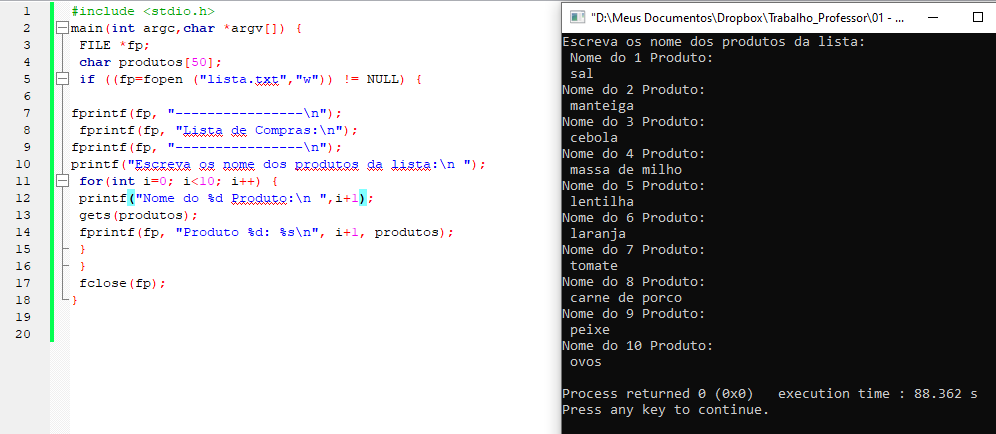 1 #include <stdio.h>
2 main(int argc,char *argv[]) {
3 FILE *fp;
4 char produtos[50];
5 if ((fp=fopen ("lista.txt","w")) != NULL) {
6
7 fprintf(fp, "----------------\n");
8 fprintf(fp, "Lista de Compras:\n");
9 fprintf(fp, "----------------\n");
10 printf("Escreva os nome dos produtos da lista:\n ");
11 for(int i=0; i<10; i++) {
12 printf("Nome do %d Produto:\n ",i+1);
13 gets(produtos);
14 fprintf(fp, "Produto %d: %s\n", i+1, produtos);
15 }
16 }
17 fclose(fp);
18 }
19
20
"D:\Meus Documentos\Dropbox\Trabalho_Professor\01 - ...
Escreva os nome dos produtos da lista:
Nome do 1 Produto:
sal
Nome do 2 Produto:
manteiga
Nome do 3 Produto:
cebola
Nome do 4 Produto:
massa de milho
Nome do 5 Produto:
lentilha
Nome do 6 Produto:
laranja
Nome do 7 Produto:
tomate
Nome do 8 Produto:
carne de porco
Nome do 9 Produto:
peixe
Nome do 10 Produto:
ovos
Process returned 0 (0x0)   execution time : 88.362 s
Press any key to continue.